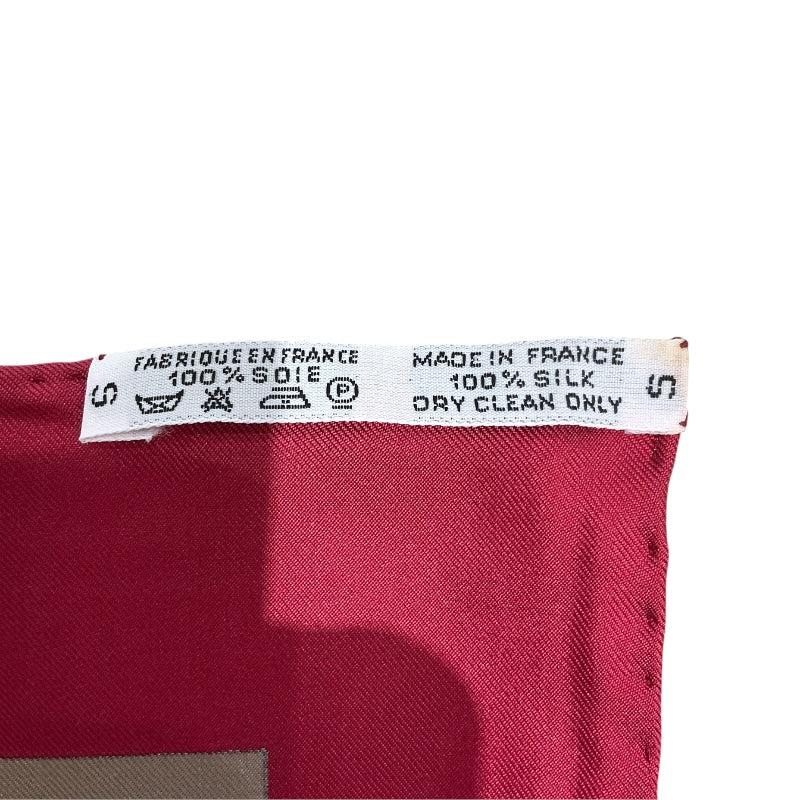 S
FABRIQUE EN FRANCE
100% SOIE
P
MADE IN FRANCE
100% SILK
DRY CLEAN ONLY
S